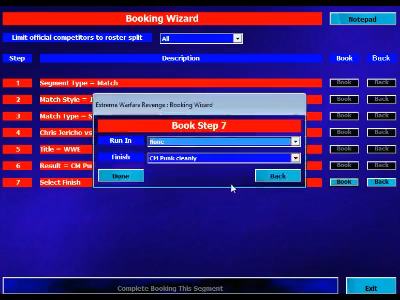 Booking Wizard
Notepad
Limit official competitors to roster split
All
Step
Description
Book
Back
1 Segment Type = Match Book Back
2 Match Style = Book Back
3 Match Type = S Book Back
4 Chris Jericho vs Book Back
5 Title = WWE Book Back
6 Result = CM Punk Book Back
7 Select Finish Book Back
Extreme Warfare Revenge : Booking Wizard
Book Step 7
Run In
None
Finish
CM Punk cleanly
Done
Back
Complete Booking This Segment
Exit